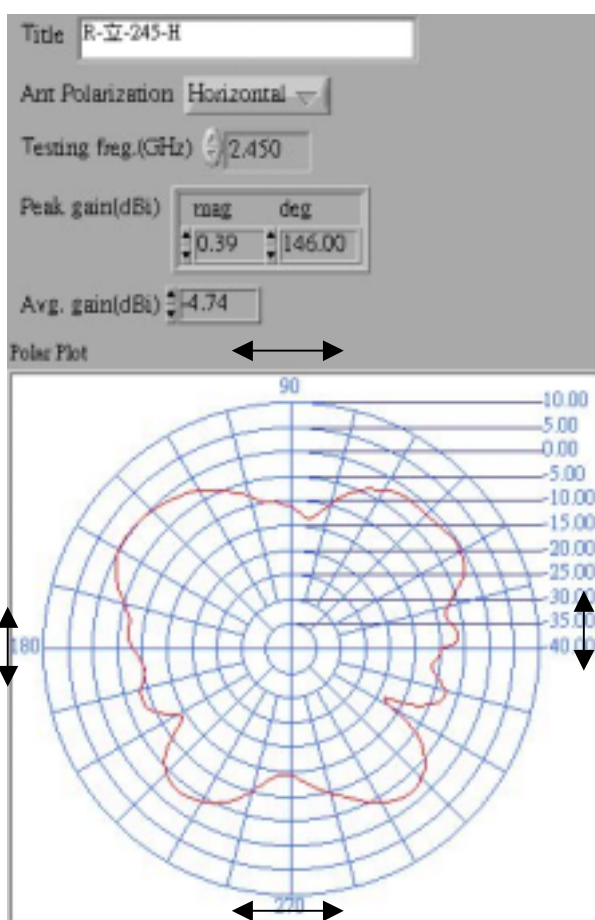 Title R-立-245-H
Ant Polarization Horizontal
Testing freg.(GHz) 2.450
Peak gain(dBi) mag deg
0.39 146.00
Avg. gain(dBi) -4.74
Polar Plot
90
10.00
5.00
0.00
-5.00
-10.00
-15.00
-20.00
-25.00
-30.00
-35.00
180
-40.00
270